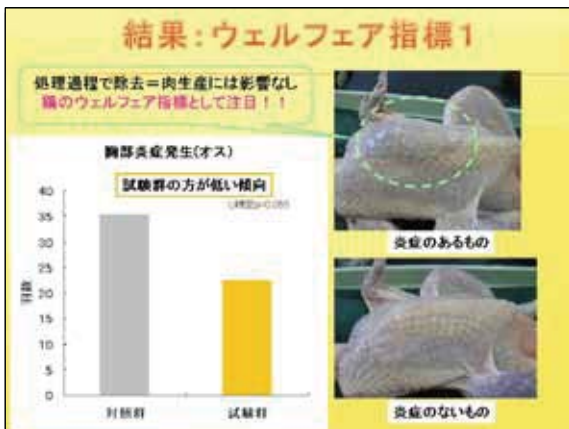 結果:ウェルフェア指標1
処理過程で除去=肉生産には影響なし
鶏のウェルフェア指標として注目!!
胸部炎症発生(オス)
試験群の方が低い傾向
40
35
30
25
20
15
10
5
0
羽数
対照群
試験群
炎症のあるもの
炎症のないもの